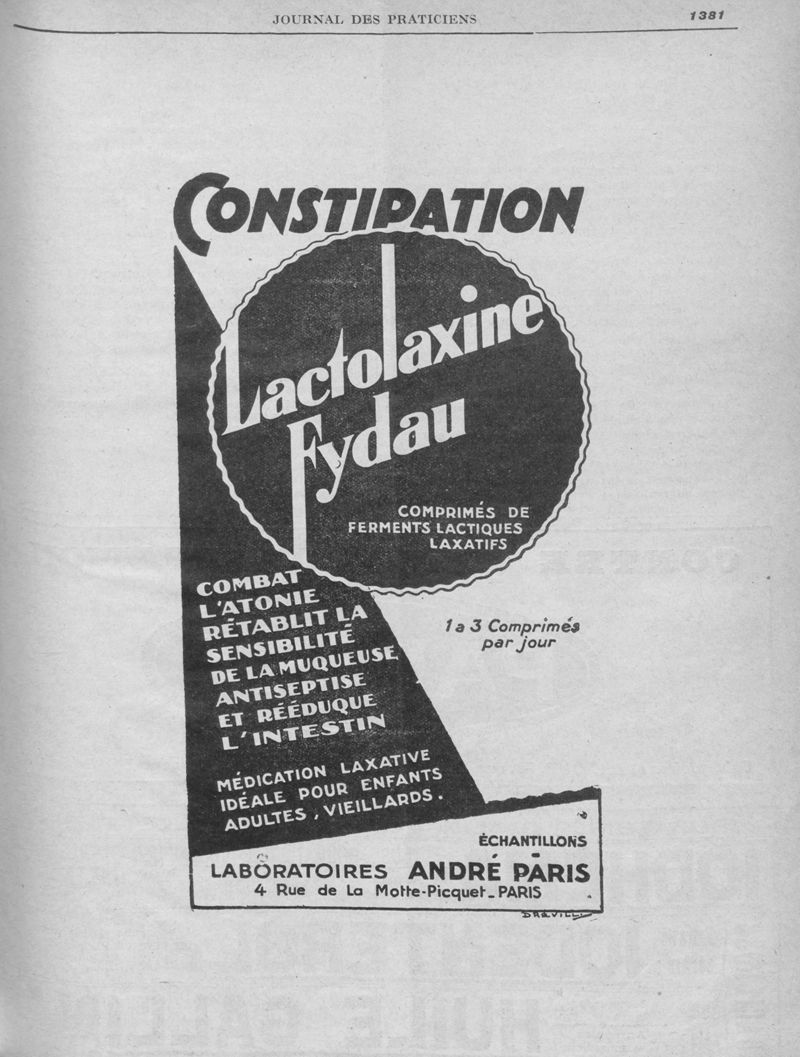 JOURNAL DES PRATICIENS
1381
CONSTIPATION
Lactolaxine
Fydau
COMPRIMÉS DE
FERMENTS LACTIQUES
LAXATIFS
COMBAT
L'ATONIE
RÉTABLIT LA
SENSIBILITÉ
DE LA MUQUEUSE
ANTISEPTISE
ET RÉÉDUQUE
L'INTESTIN
1 a 3 Comprimés
par jour
MÉDICATION LAXATIVE
IDÉALE POUR ENFANTS
ADULTES, VIEILLARDS.
ÉCHANTILLONS
LABORATOIRES ANDRÉ PARIS
4 Rue de La Motte-Picquet_PARIS